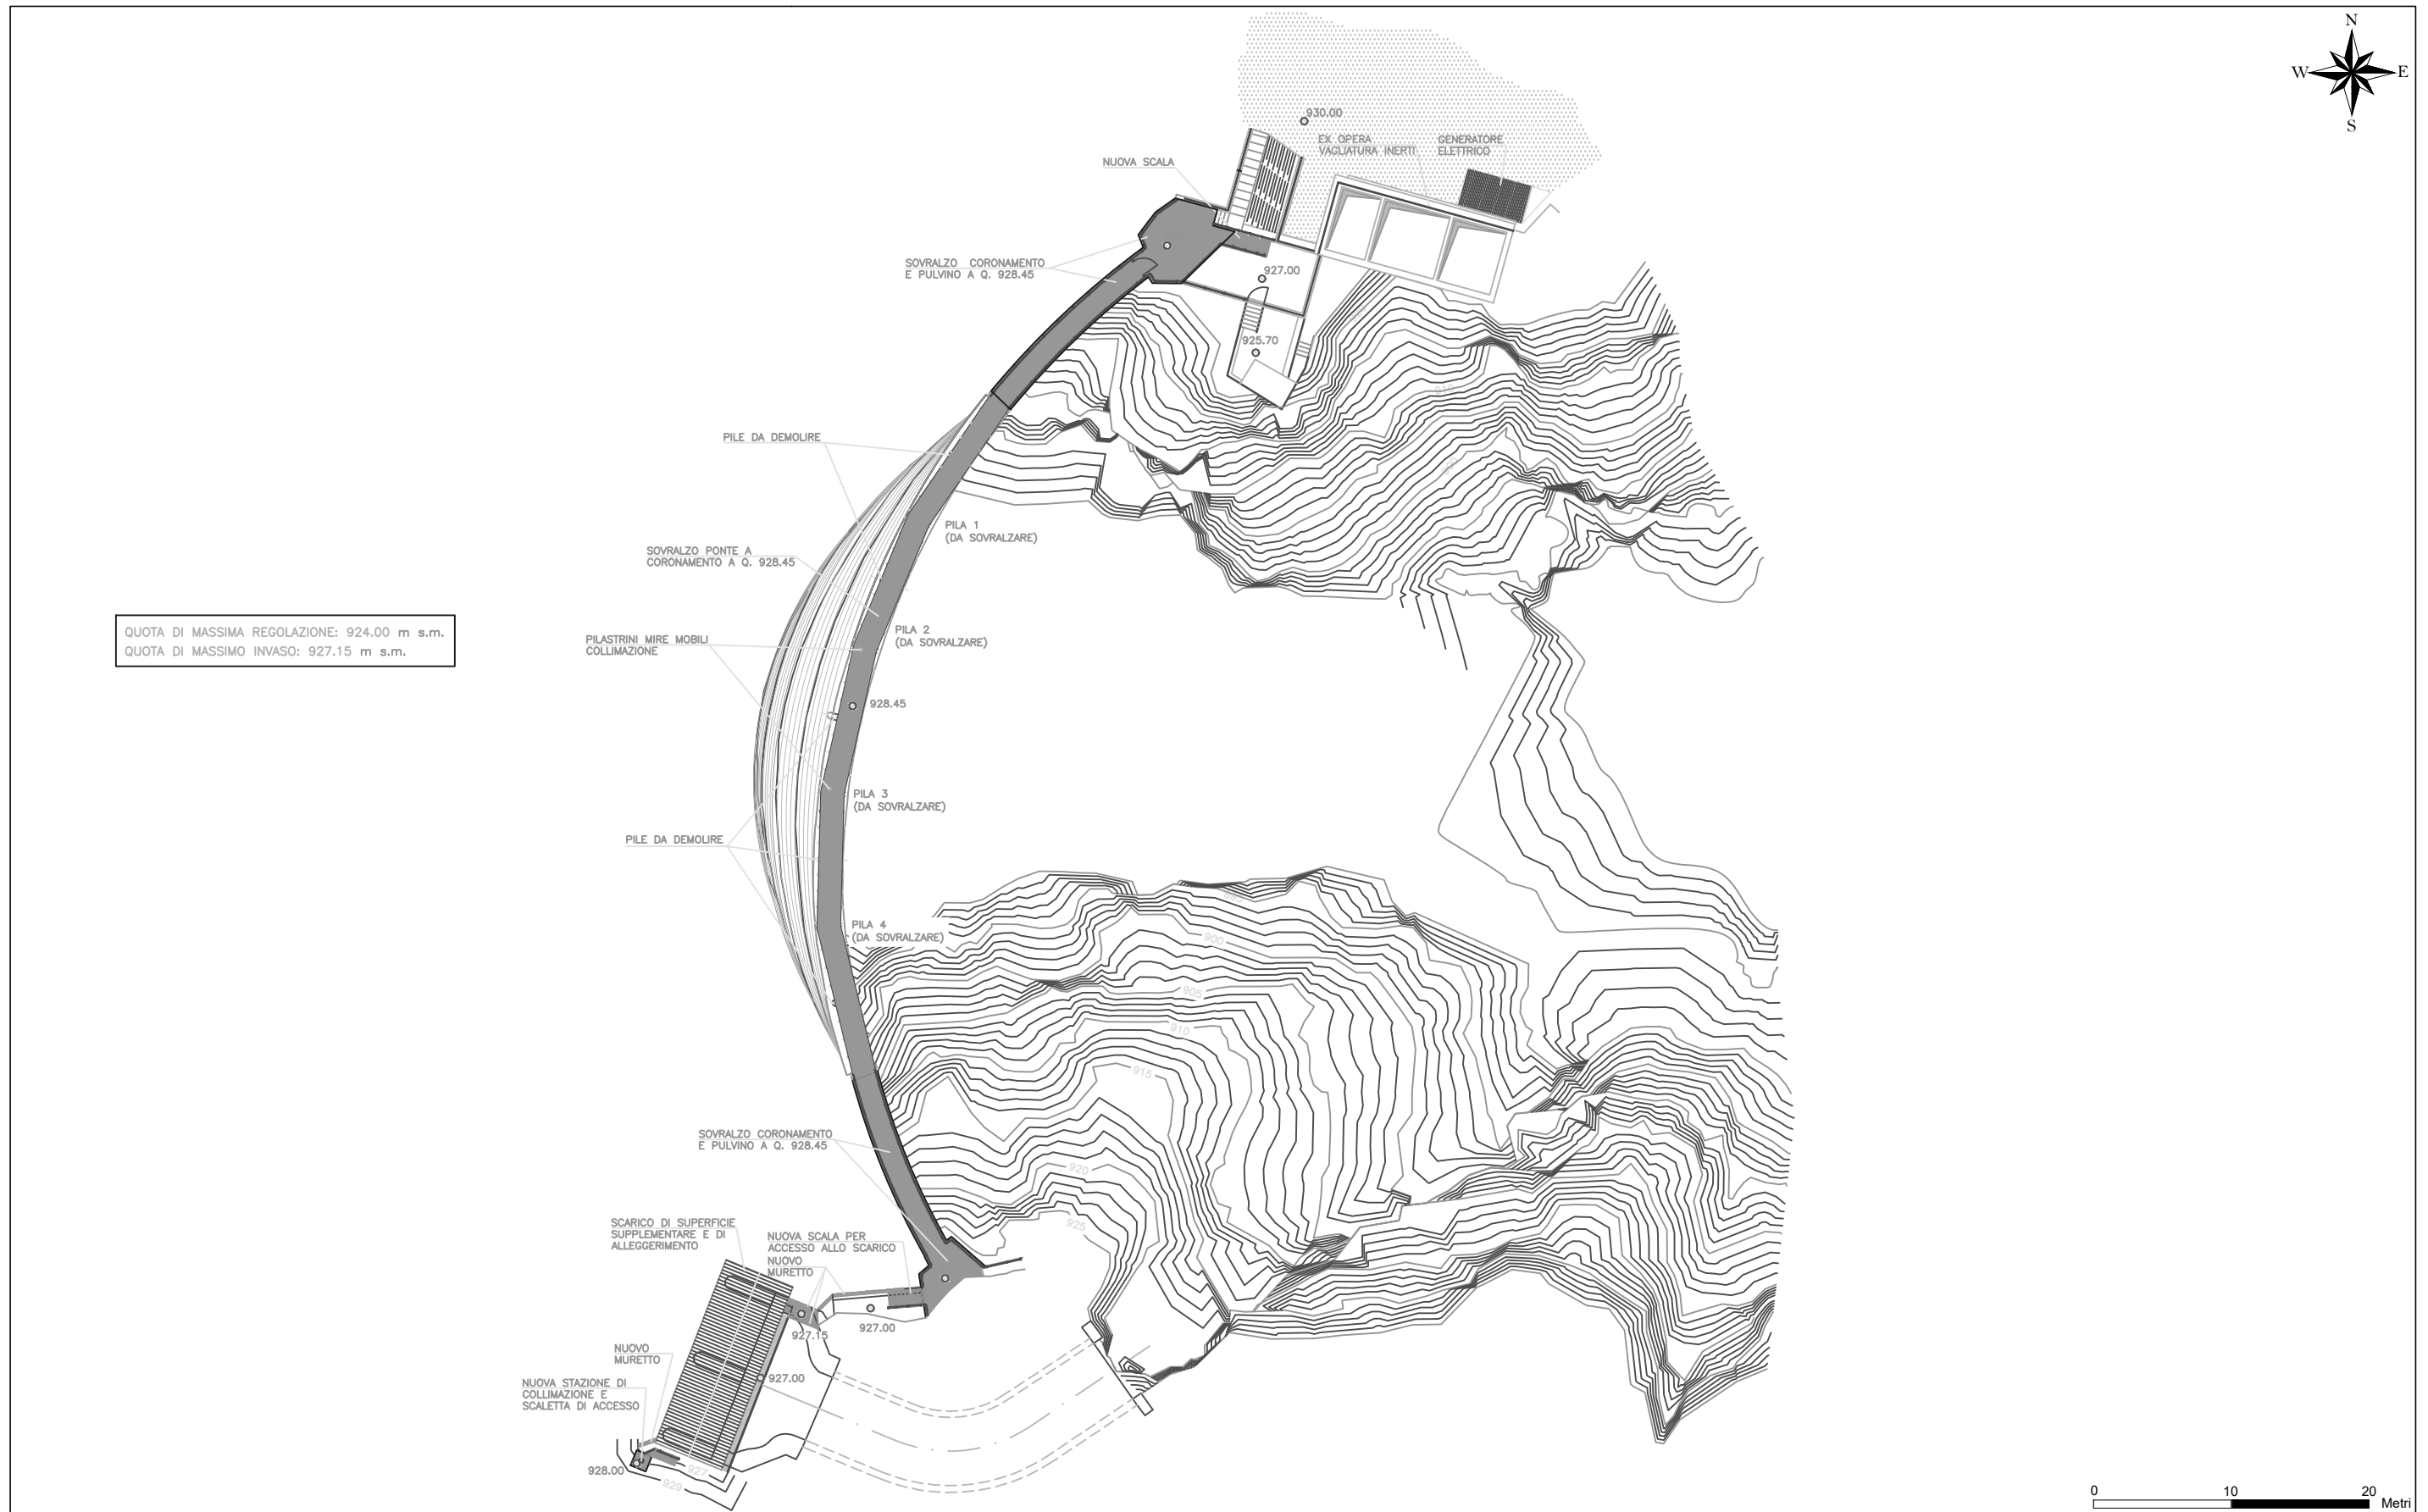 N
W
E
S
930.00
EX OPERA
VAGLIATURA INERTI
GENERATORE
ELETTRICO
NUOVA SCALA
SOVRALZO CORONAMENTO
E PULVINO A Q. 928.45
927.00
925.70
910
PILE DA DEMOLIRE
PILA 1
(DA SOVRALZARE)
SOVRALZO PONTE A
CORONAMENTO A Q. 928.45
QUOTA DI MASSIMA REGOLAZIONE: 924.00 m s.m.
QUOTA DI MASSIMO INVASO: 927.15 m s.m.
PILASTRINI MIRE MOBILI
COLLIMAZIONE
PILA 2
(DA SOVRALZARE)
928.45
PILA 3
(DA SOVRALZARE)
PILE DA DEMOLIRE
PILA 4
(DA SOVRALZARE)
900
905
910
915
920
925
SOVRALZO CORONAMENTO
E PULVINO A Q. 928.45
SCARICO DI SUPERFICIE
SUPPLEMENTARE E DI
ALLEGGERIMENTO
NUOVA SCALA PER
ACCESSO ALLO SCARICO
NUOVO
MURETTO
927.15
927.00
NUOVO
MURETTO
927.00
NUOVA STAZIONE DI
COLLIMAZIONE E
SCALETTA DI ACCESSO
928.00
927
929
0 10 20
Metri